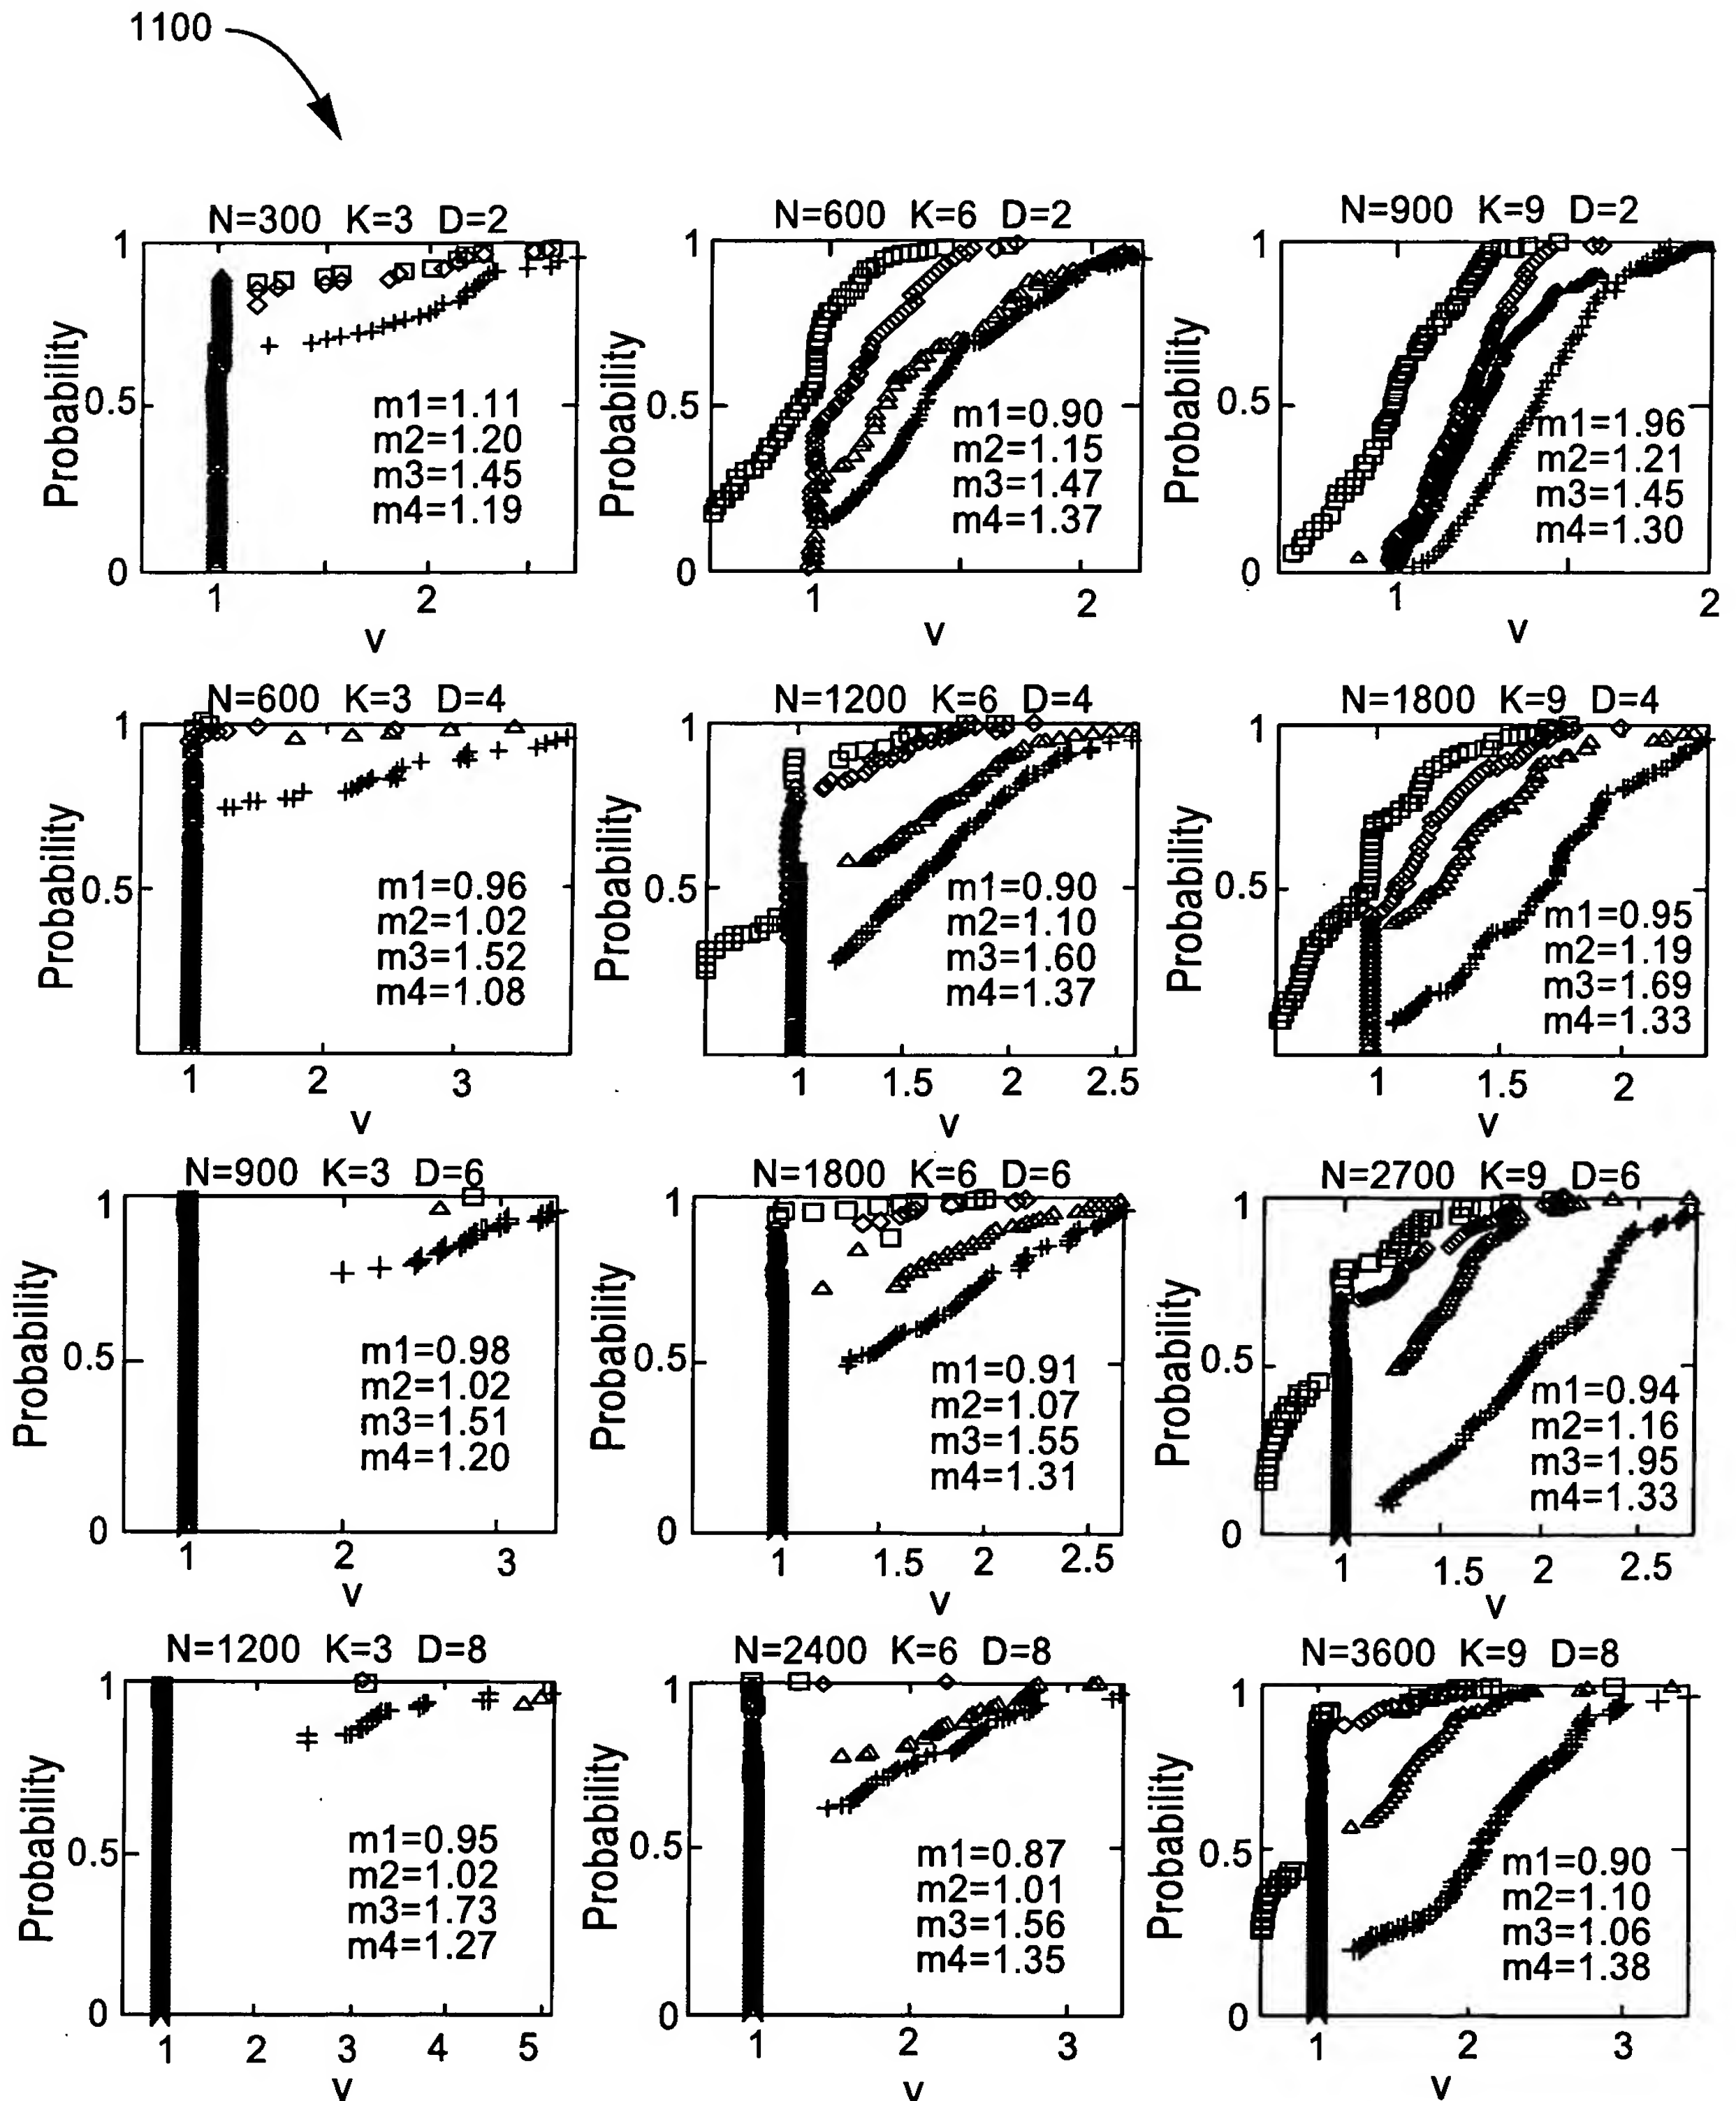 1100
N=300 K=3 D=2
Probability
1
0.5
0
m1=1.11
m2=1.20
m3=1.45
m4=1.19
1 2
v
N=600 K=6 D=2
Probability
1
0.5
0
m1=0.90
m2=1.15
m3=1.47
m4=1.37
1 2
v
N=900 K=9 D=2
Probability
1
0.5
0
m1=1.96
m2=1.21
m3=1.45
m4=1.30
1 2
v
N=600 K=3 D=4
Probability
1
0.5
m1=0.96
m2=1.02
m3=1.52
m4=1.08
1 2 3
v
N=1200 K=6 D=4
Probability
1
0.5
m1=0.90
m2=1.10
m3=1.60
m4=1.37
1 1.5 2 2.5
v
N=1800 K=9 D=4
Probability
1
0.5
m1=0.95
m2=1.19
m3=1.69
m4=1.33
1 1.5 2
v
N=900 K=3 D=6
Probability
1
0.5
0
m1=0.98
m2=1.02
m3=1.51
m4=1.20
1 2 3
v
N=1800 K=6 D=6
Probability
1
0.5
0
m1=0.91
m2=1.07
m3=1.55
m4=1.31
1 1.5 2 2.5
v
N=2700 K=9 D=6
Probability
1
0.5
0
m1=0.94
m2=1.16
m3=1.95
m4=1.33
1 1.5 2 2.5
v
N=1200 K=3 D=8
Probability
1
0.5
0
m1=0.95
m2=1.02
m3=1.73
m4=1.27
1 2 3 4 5
v
N=2400 K=6 D=8
Probability
1
0.5
0
m1=0.87
m2=1.01
m3=1.56
m4=1.35
1 2 3
v
N=3600 K=9 D=8
Probability
1
0.5
0
m1=0.90
m2=1.10
m3=1.06
m4=1.38
1 2 3
v